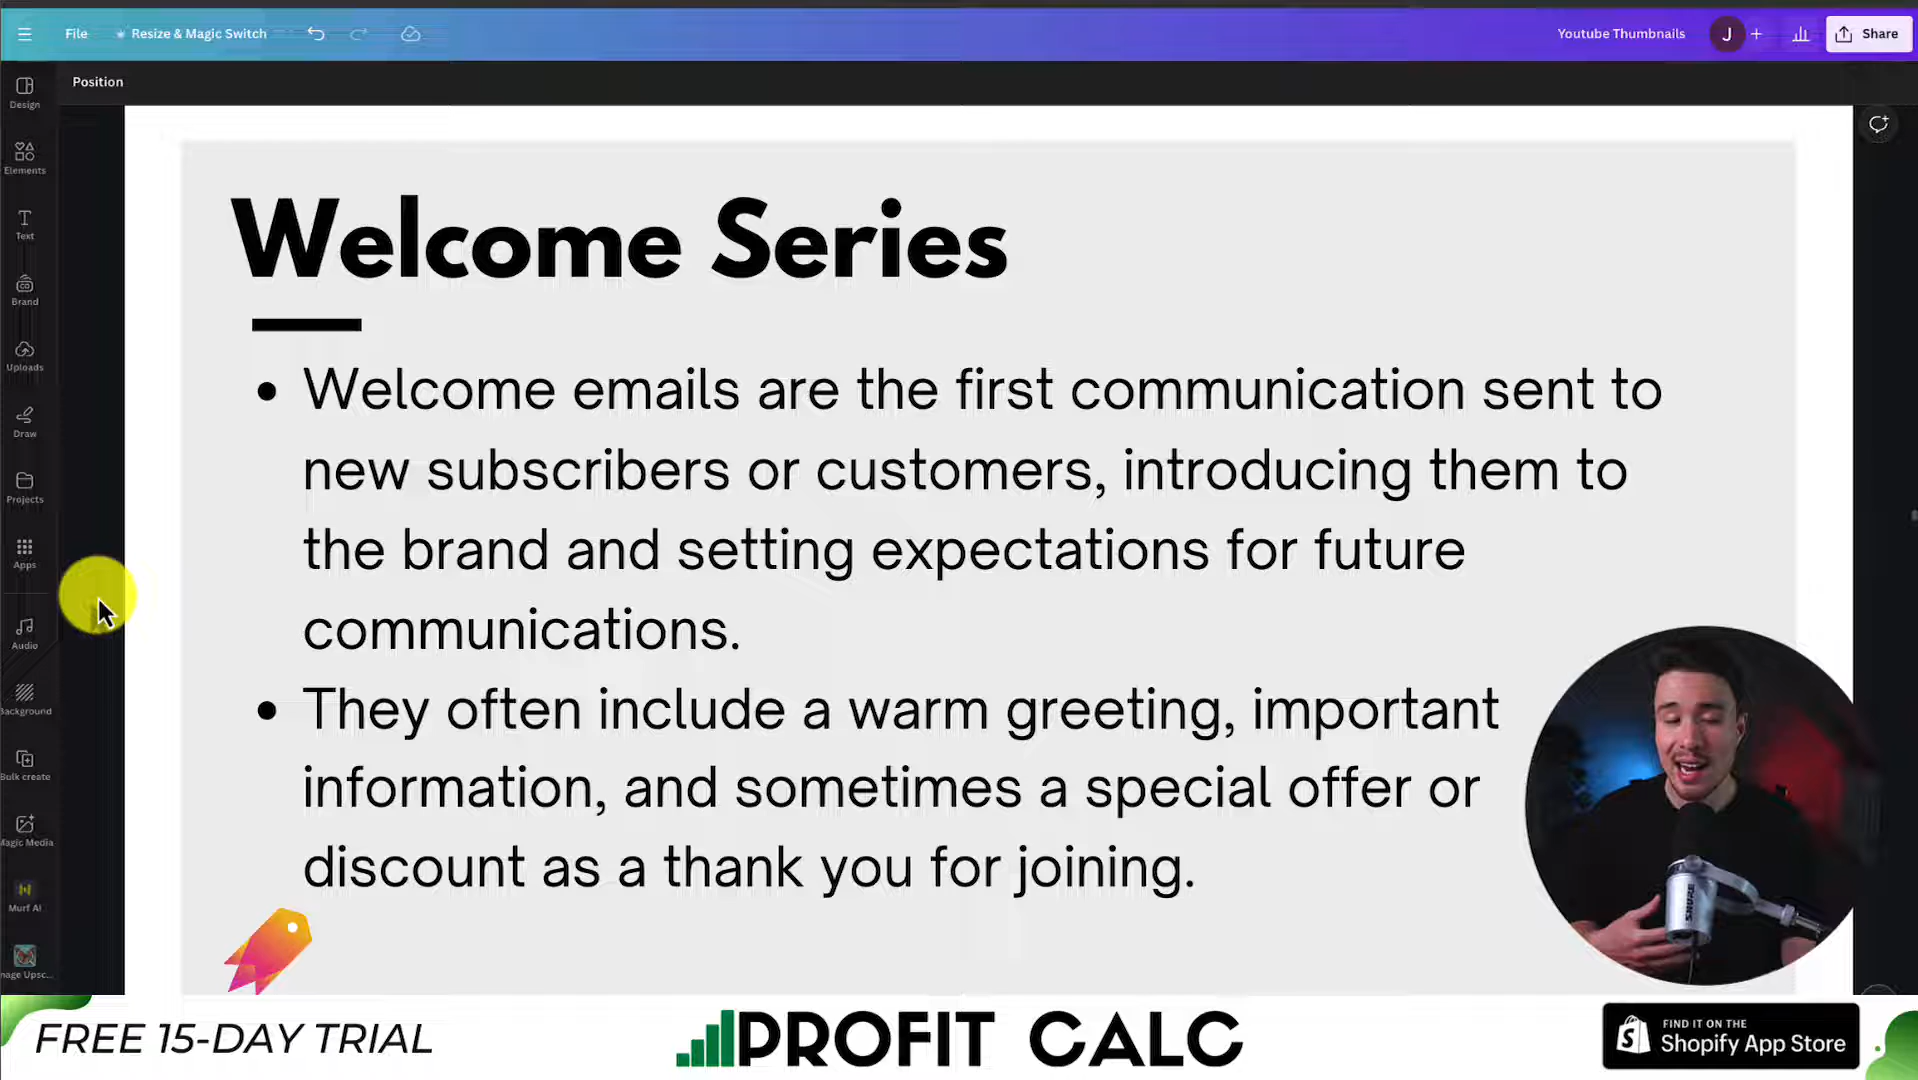 File
Resize & Magic Switch
Youtube Thumbnails
J
Share
Position
Design
Elements
Text
Brand
Uploads
Draw
Projects
Apps
Audio
Background
Bulk create
Magic Media
Murf AI
mage Upsc...
Welcome Series
• Welcome emails are the first communication sent to
new subscribers or customers, introducing them to
the brand and setting expectations for future
communications.
• They often include a warm greeting, important
information, and sometimes a special offer or
discount as a thank you for joining.
SHURE
FREE 15-DAY TRIAL
PROFIT CALC
FIND IT ON THE
Shopify App Store